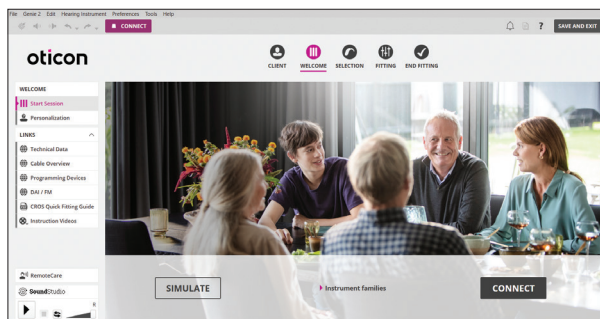 File Genie 2 Edit Hearing Instrument Preferences Tools Help
CONNECT
? SAVE AND EXIT
oticon
CLIENT WELCOME SELECTION FITTING END FITTING
WELCOME
Start Session
Personalization
LINKS
Technical Data
Cable Overview
Programming Devices
DAI / FM
CROS Quick Fitting Guide
Instruction Videos
RemoteCare
SoundStudio
R
SIMULATE
Instrument families
CONNECT